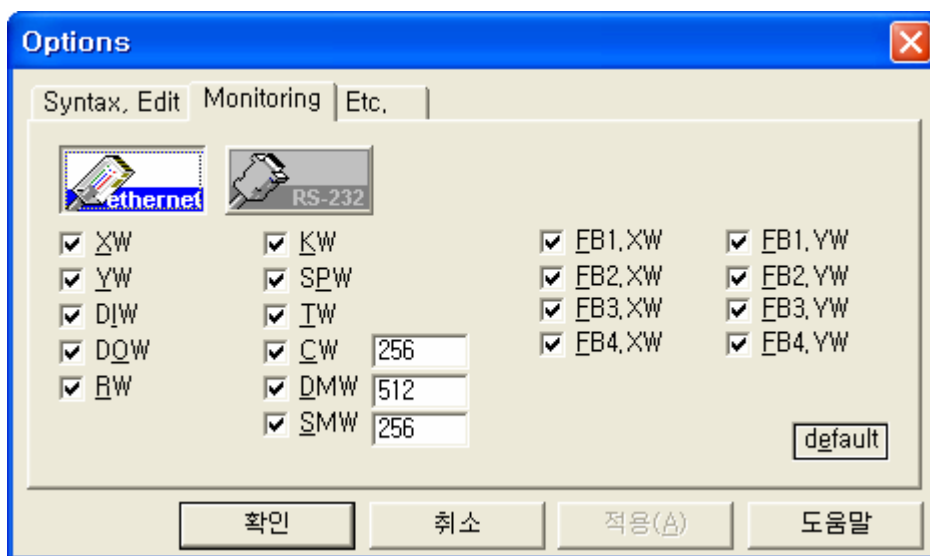 Options
Syntax, Edit Monitoring Etc,
ethernet RS-232
XW KW FB1,XW FB1,YW
YW SPW FB2,XW FB2,YW
DIW TW FB3,XW FB3,YW
DOW CW 256 FB4,XW FB4,YW
RW DMW 512
SMW 256
default
확인 취소 적용(A) 도움말